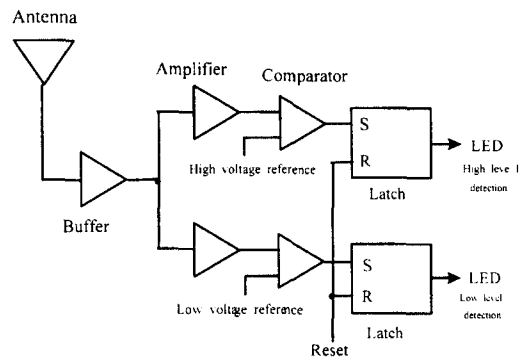 Antenna
Amplifier
Comparator
S
R
High voltage reference
Latch
LED
High level
detection
Buffer
S
R
Low voltage reference
Latch
LED
Low level
detection
Reset